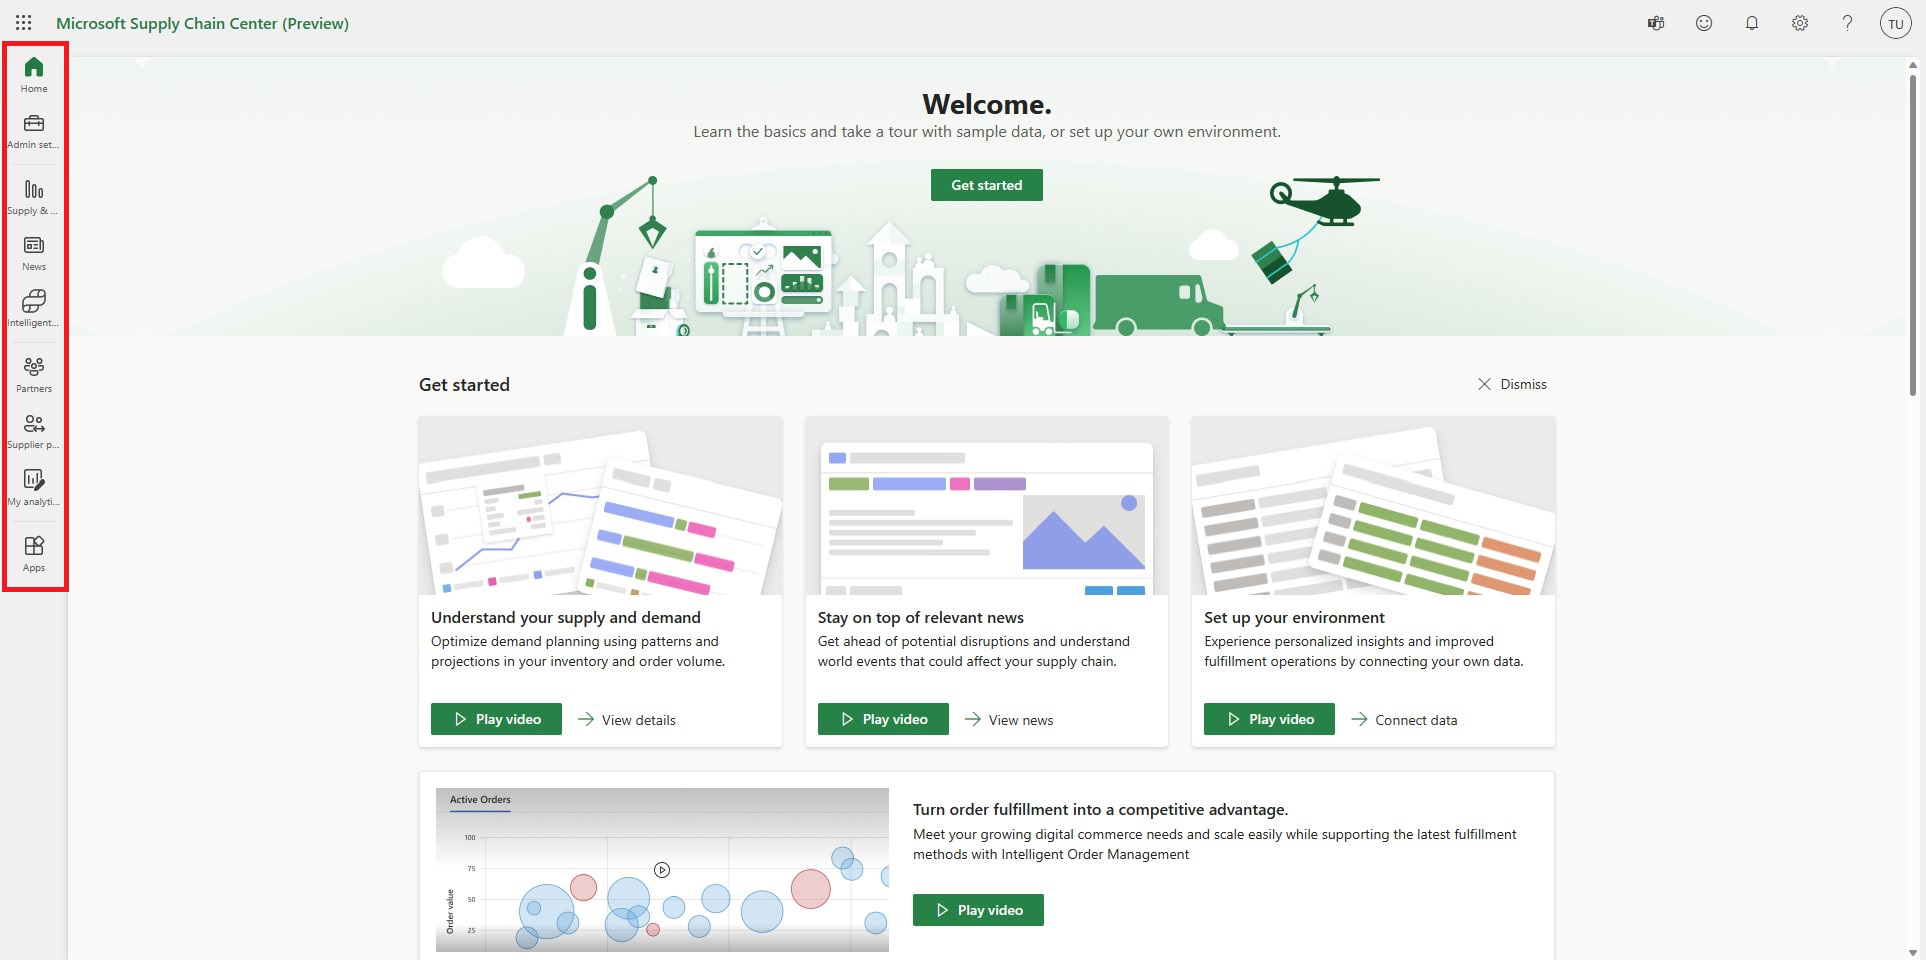 Microsoft Supply Chain Center (Preview)
TU
Home
Admin set...
Supply & ...
News
Intelligent...
Partners
Supplier p...
My analyti...
Apps
Welcome.
Learn the basics and take a tour with sample data, or set up your own environment.
Get started
Get started
Dismiss
Understand your supply and demand
Optimize demand planning using patterns and
projections in your inventory and order volume.
Play video
View details
Stay on top of relevant news
Get ahead of potential disruptions and understand
world events that could affect your supply chain.
Play video
View news
Set up your environment
Experience personalized insights and improved
fulfillment operations by connecting your own data.
Play video
Connect data
Active Orders
100
75
50
25
Order value
Turn order fulfillment into a competitive advantage.
Meet your growing digital commerce needs and scale easily while supporting the latest fulfillment
methods with Intelligent Order Management
Play video